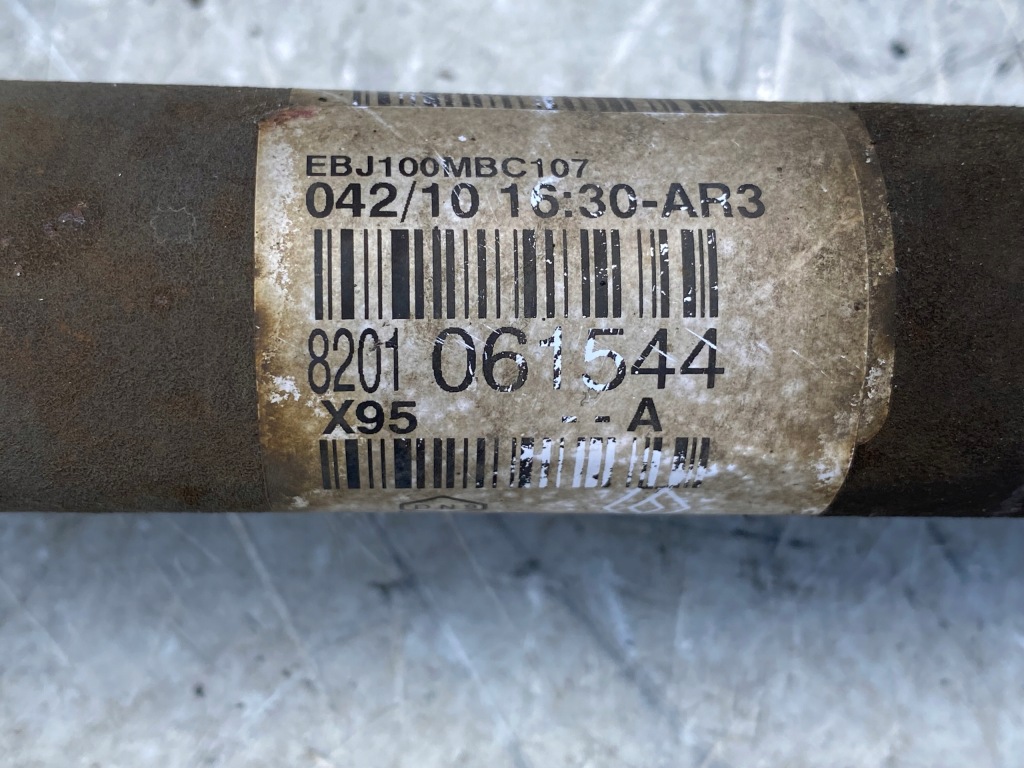 EBJ100MBC107
042/10 16:30-AR3
8201 061544
X95 - - A